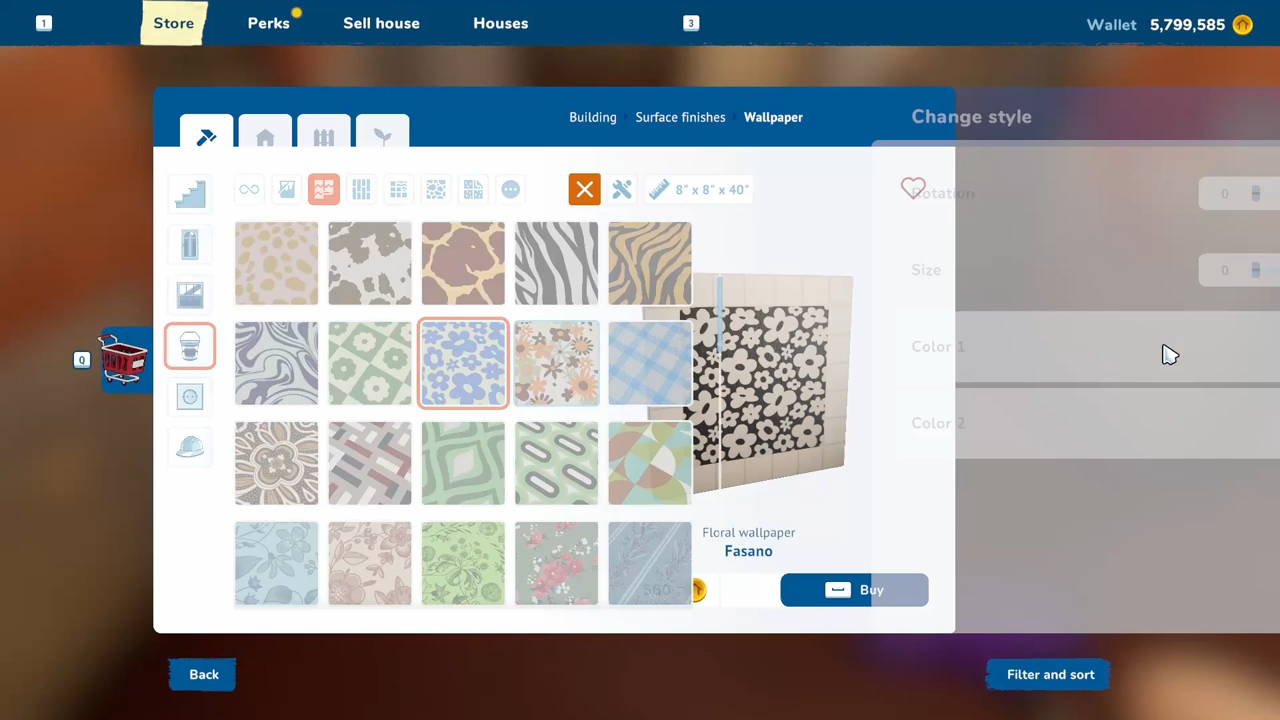 1
Store
Perks
Sell house
Houses
3
Wallet 5,799,585
Building
Surface finishes
Wallpaper
Change style
8" x 8" x 40"
Rotation
0
Size
0
Color 1
Q
Color 2
Floral wallpaper
Fasano
560
Buy
Back
Filter and sort